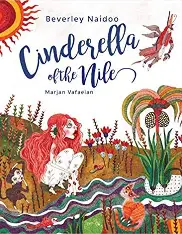 Beverley Naidoo
Cinderella
of the Nile
Marjan Vafaeian